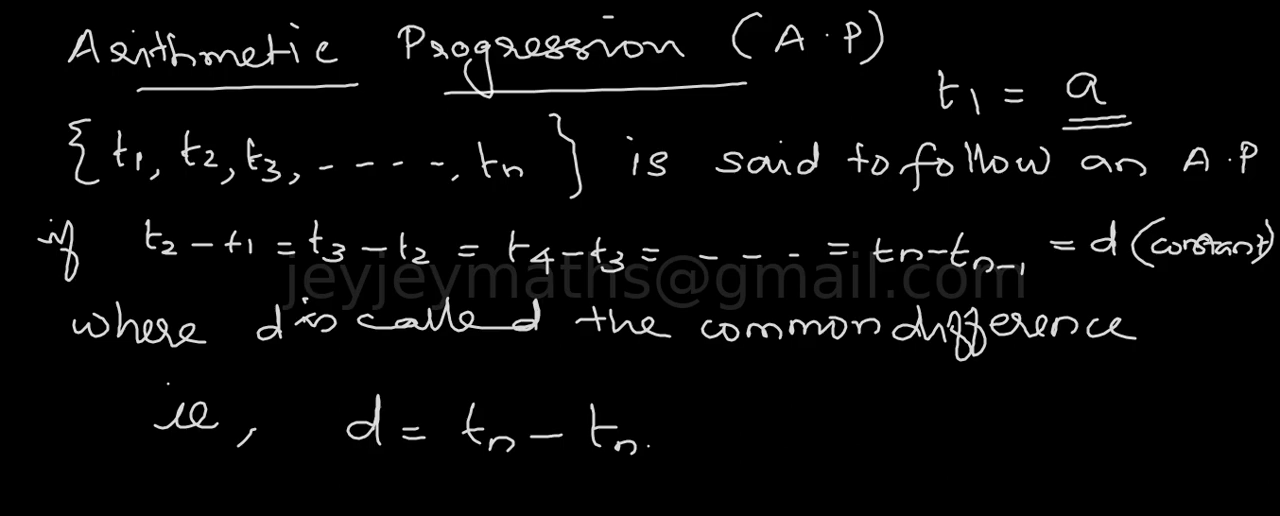 Arithmetic Progression (A.P)
t1 = a
{t1, t2, t3, -----, tn} is said to follow an A.P
if t2 - t1 = t3 - t2 = t4 - t3 = - - - = tn - tn-1 = d (constant)
jeyjeymaths@gmail.com
where d is called the common difference
ie, d = tn - tn.